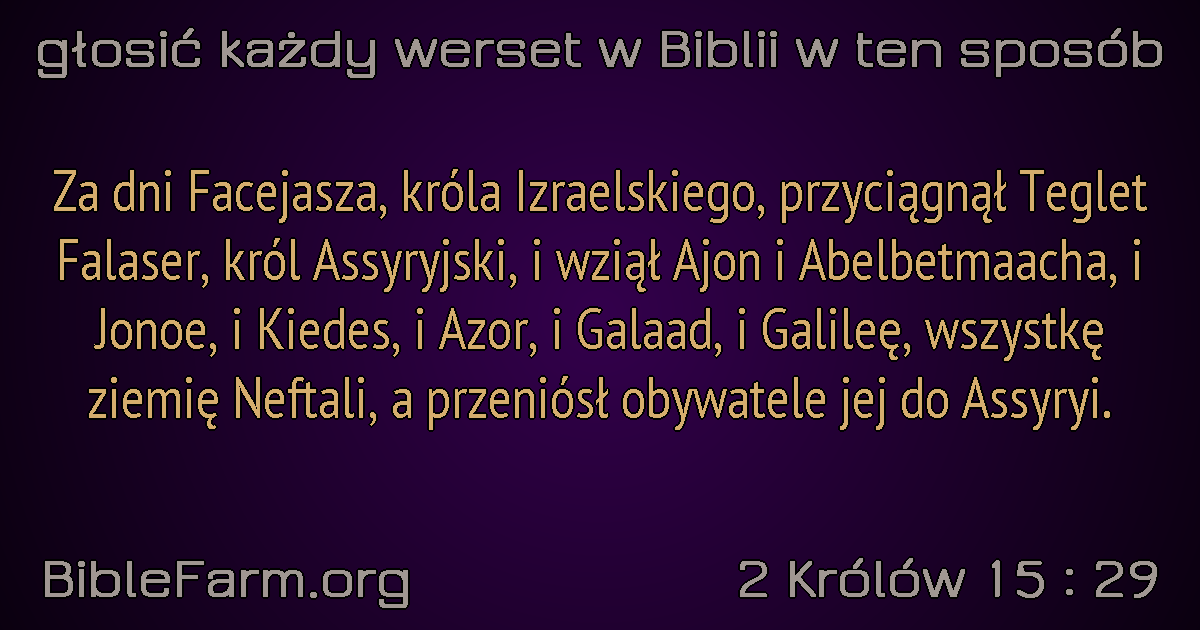 głosić każdy werset w Biblii w ten sposób
Za dni Facejasza, króla Izraelskiego, przyciągnął Teglet
Falaser, król Assyryjski, i wziął Ajon i Abelbetmaacha, i
Jonoe, i Kiedes, i Azor, i Galaad, i Galileę, wszystkę
ziemię Neftali, a przeniósł obywatele jej do Assyryi.
BibleFarm.org
2 Królów 15 : 29